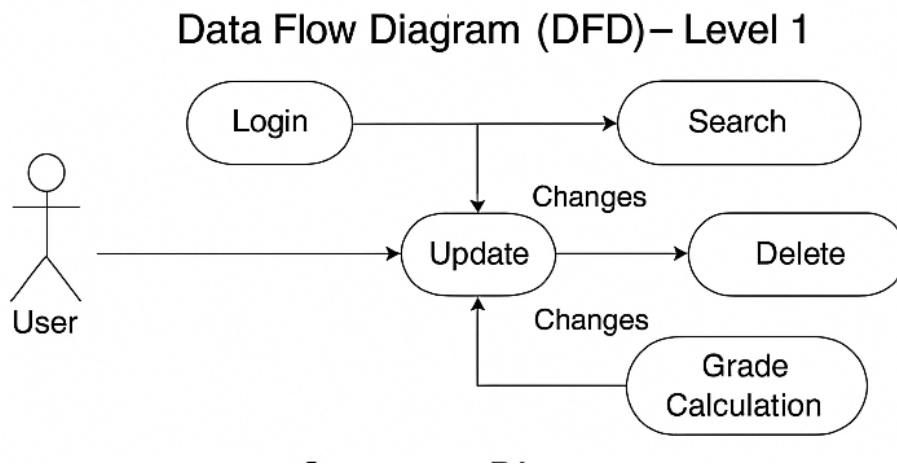 Data Flow Diagram (DFD) – Level 1
Login
Search
Changes
Update
Delete
User
Changes
Grade
Calculation